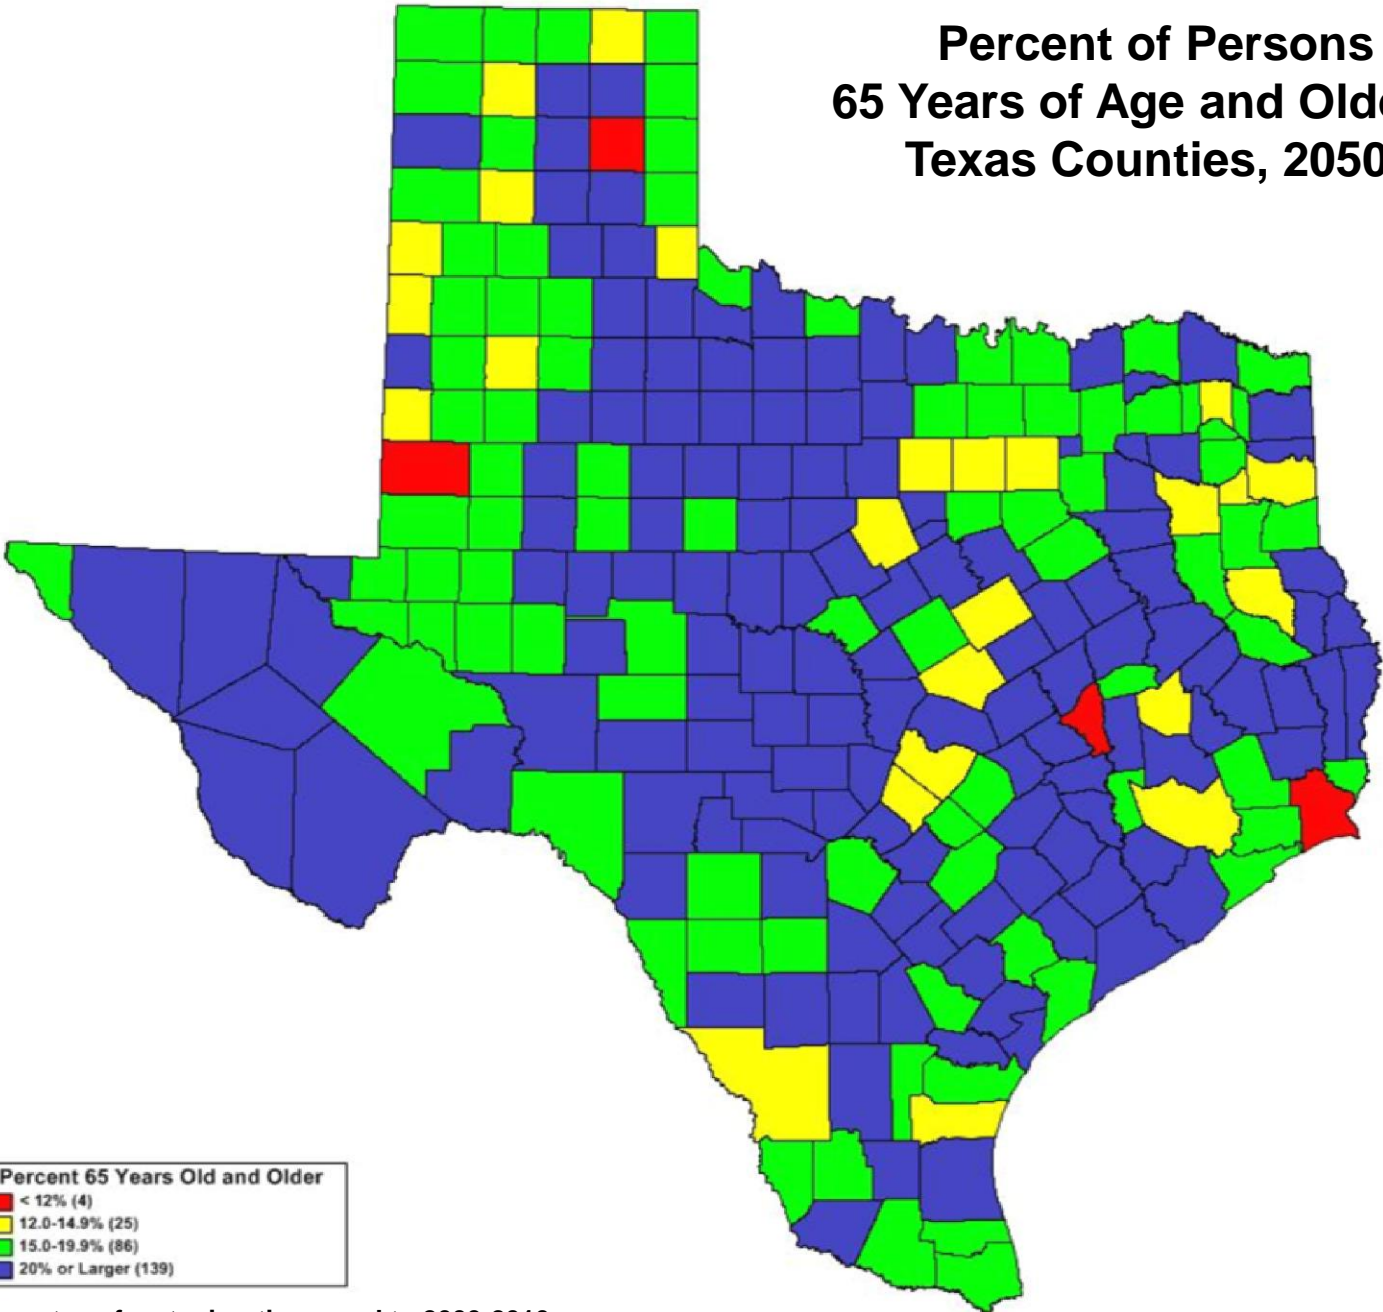 Percent of Persons
65 Years of Age and Olde
Texas Counties, 2050
Percent 65 Years Old and Older
< 12% (4)
12.0-14.9% (25)
15.0-19.9% (86)
20% or Larger (139)